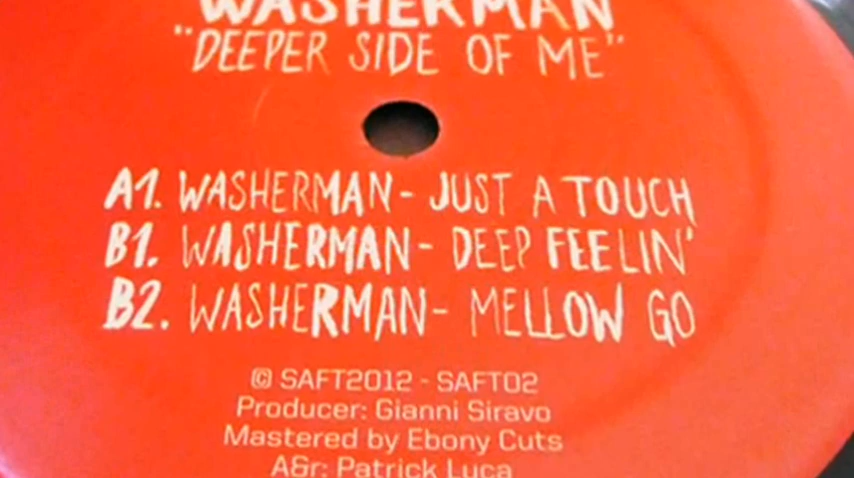 WASHERMAN
"DEEPER SIDE OF ME"
A1. WASHERMAN - JUST A TOUCH
B1. WASHERMAN - DEEP FEELIN'
B2. WASHERMAN - MELLOW GO
© SAFT2012 - SAFT02
Producer: Gianni Siravo
Mastered by Ebony Cuts
A&r: Patrick Luca